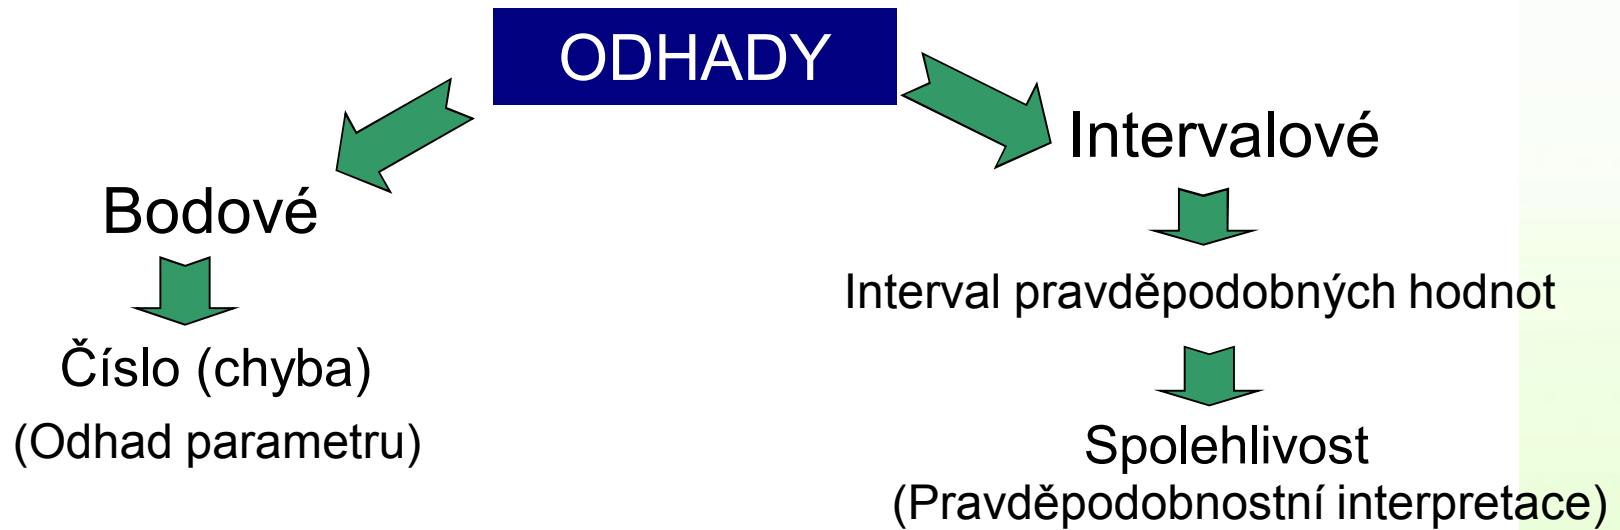 ODHADY
Bodové
Číslo (chyba)
(Odhad parametru)
Intervalové
Interval pravděpodobných hodnot
Spolehlivost
(Pravděpodobnostní interpretace)